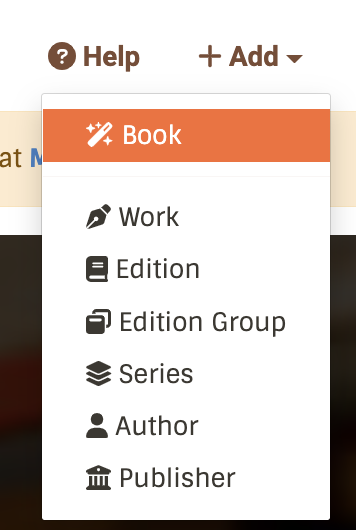 Help
Add
at M
Book
Work
Edition
Edition Group
Series
Author
Publisher